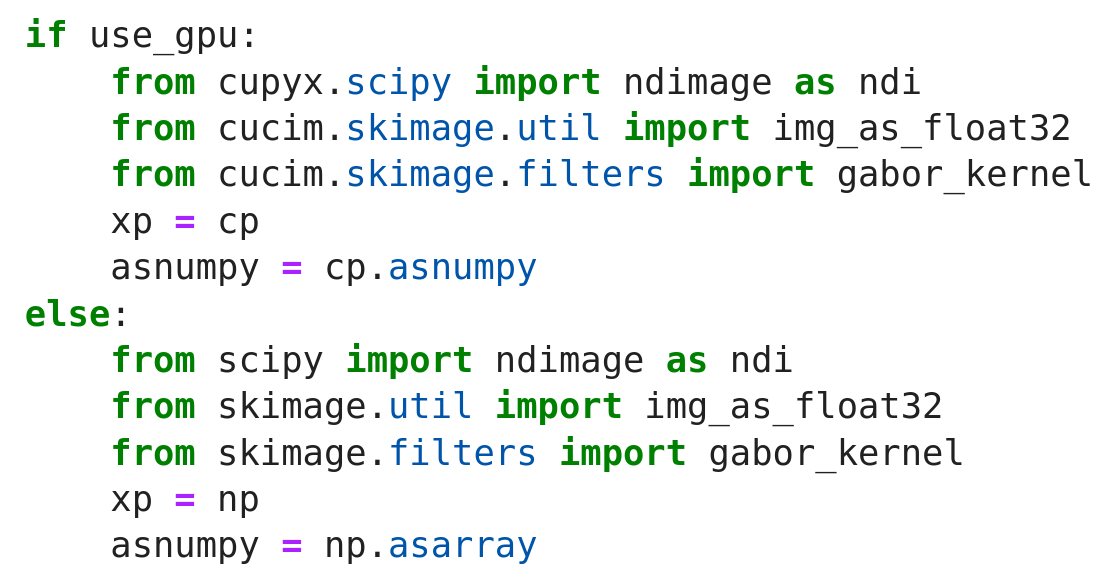 if use_gpu:
    from cupyx.scipy import ndimage as ndi
    from cucim.skimage.util import img_as_float32
    from cucim.skimage.filters import gabor_kernel
    xp = cp
    asnumpy = cp.asnumpy
else:
    from scipy import ndimage as ndi
    from skimage.util import img_as_float32
    from skimage.filters import gabor_kernel
    xp = np
    asnumpy = np.asarray